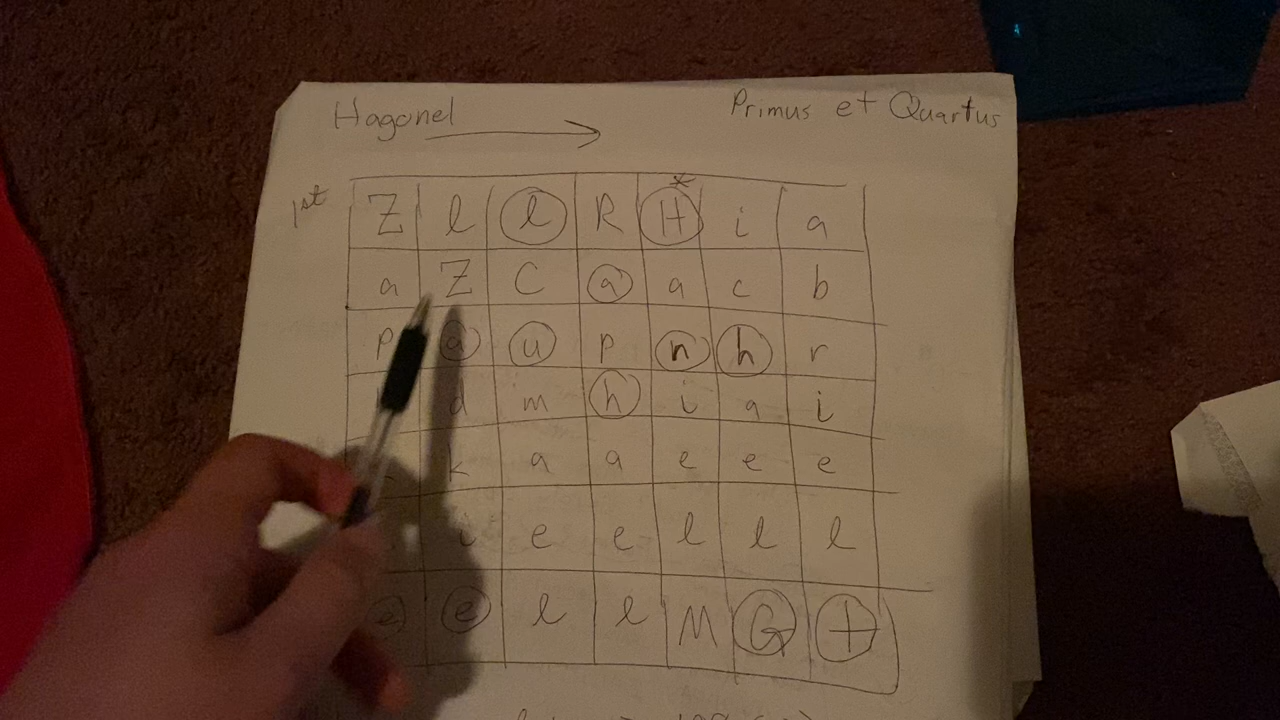 Hagonel → Primus et Quartus
1st Z l l R H* i a
a Z C a a c b
p a u p n h r
d m h i a i
k a a e e e
i e e l l l
e e l l M G +